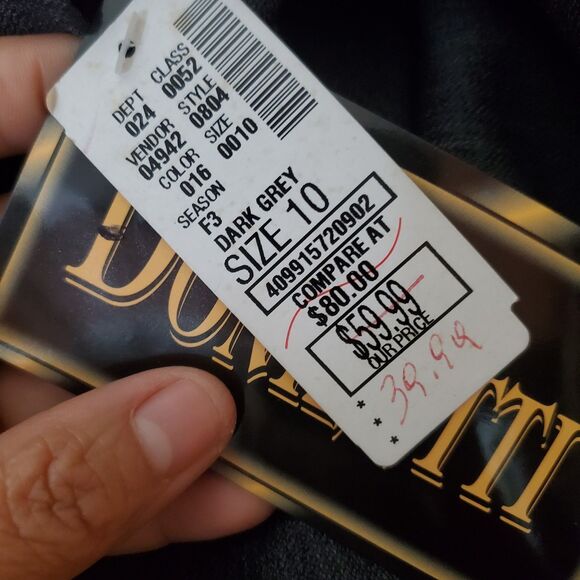 DEPT CLASS
024 0052
VENDOR STYLE
04942 0804
COLOR SIZE
016 0010
SEASON
F3
DARK GREY
SIZE 10
409915720902
COMPARE AT
$80.00
$59.99
OUR PRICE
* * *
39.99